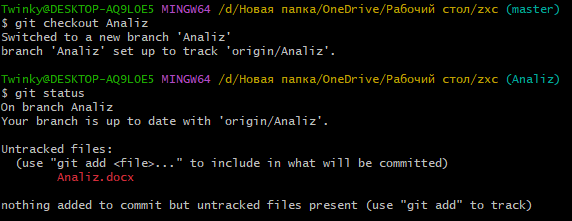 Twinky@DESKTOP-AQ9LOE5 MINGW64 /d/Новая папка/OneDrive/Рабочий стол/zxc (master)
$ git checkout Analiz
Switched to a new branch 'Analiz'
branch 'Analiz' set up to track 'origin/Analiz'.
Twinky@DESKTOP-AQ9LOE5 MINGW64 /d/Новая папка/OneDrive/Рабочий стол/zxc (Analiz)
$ git status
On branch Analiz
Your branch is up to date with 'origin/Analiz'.
Untracked files:
(use "git add <file>..." to include in what will be committed)
Analiz.docx
nothing added to commit but untracked files present (use "git add" to track)